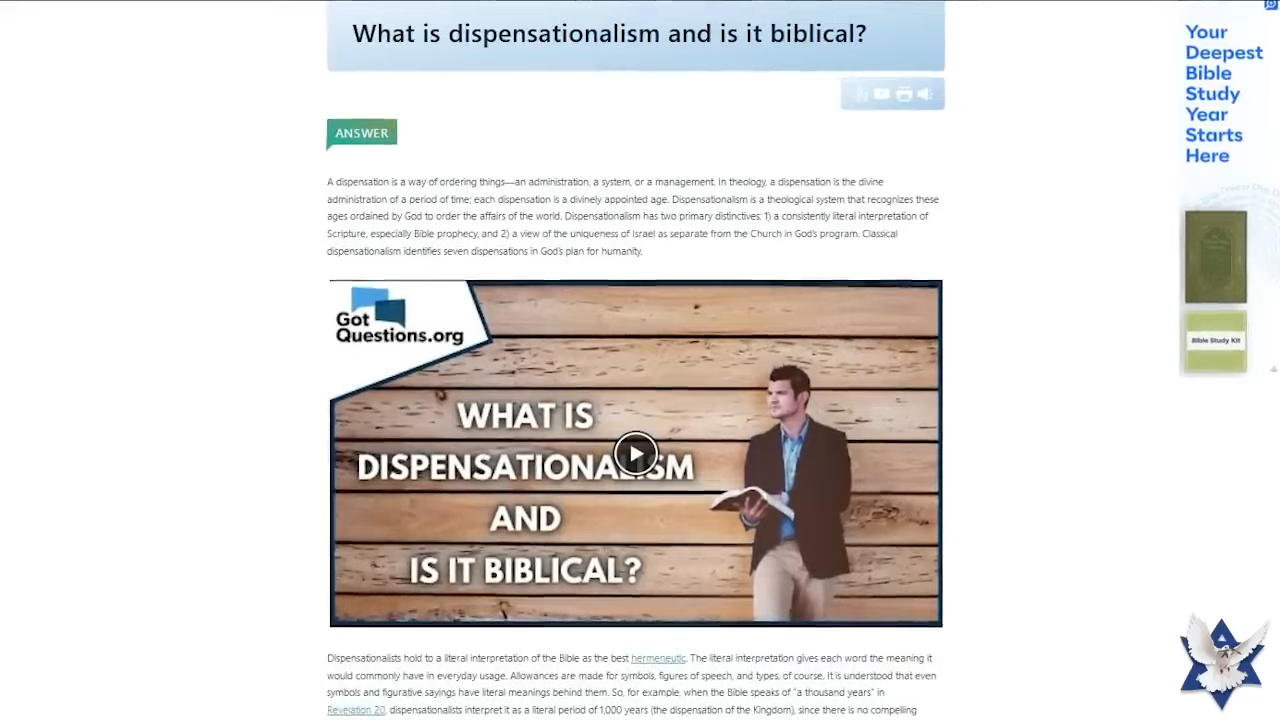 What is dispensationalism and is it biblical?
ANSWER
A dispensation is a way of ordering things—an administration, a system, or a management. In theology, a dispensation is the divine
administration of a period of time; each dispensation is a divinely appointed age. Dispensationalism is a theological system that recognizes these
ages ordained by God to order the affairs of the world. Dispensationalism has two primary distinctives: 1) a consistently literal interpretation of
Scripture, especially Bible prophecy, and 2) a view of the uniqueness of Israel as separate from the Church in God's program. Classical
dispensationalism identifies seven dispensations in God's plan for humanity.
Got
Questions.org
WHAT IS
DISPENSATIONALISM
AND
IS IT BIBLICAL?
Dispensationalists hold to a literal interpretation of the Bible as the best hermeneutic. The literal interpretation gives each word the meaning it
would commonly have in everyday usage. Allowances are made for symbols, figures of speech, and types, of course. It is understood that even
symbols and figurative sayings have literal meanings behind them. So, for example, when the Bible speaks of "a thousand years" in
Revelation 20, dispensationalists interpret it as a literal period of 1,000 years (the dispensation of the Kingdom), since there is no compelling
Your
Deepest
Bible
Study
Year
Starts
Here
Bible Study Kit